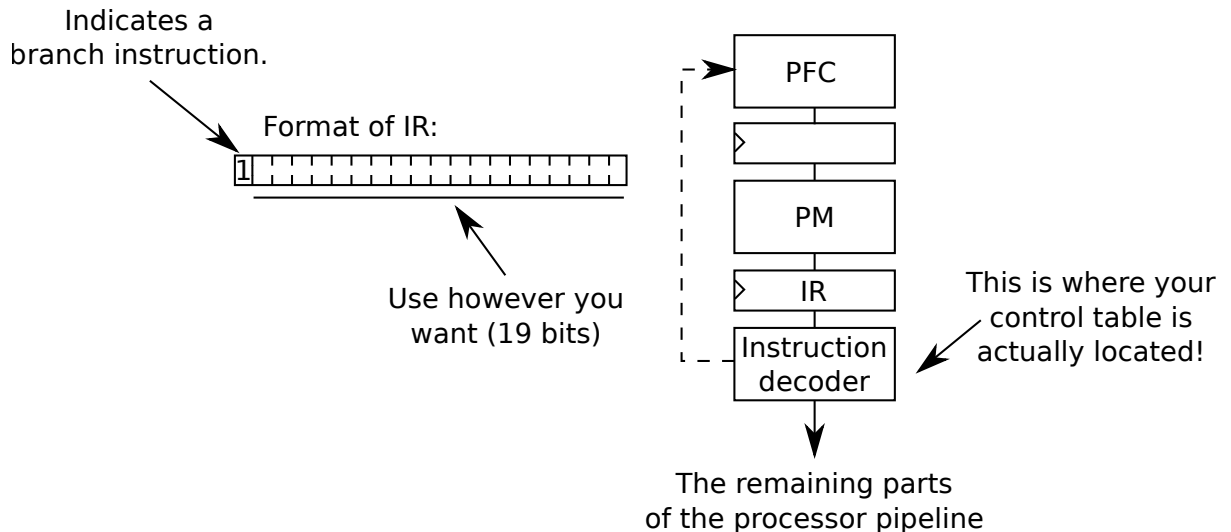 Indicates a
branch instruction.
Format of IR:
1
Use however you
want (19 bits)
PFC
PM
IR
Instruction
decoder
This is where your
control table is
actually located!
The remaining parts
of the processor pipeline